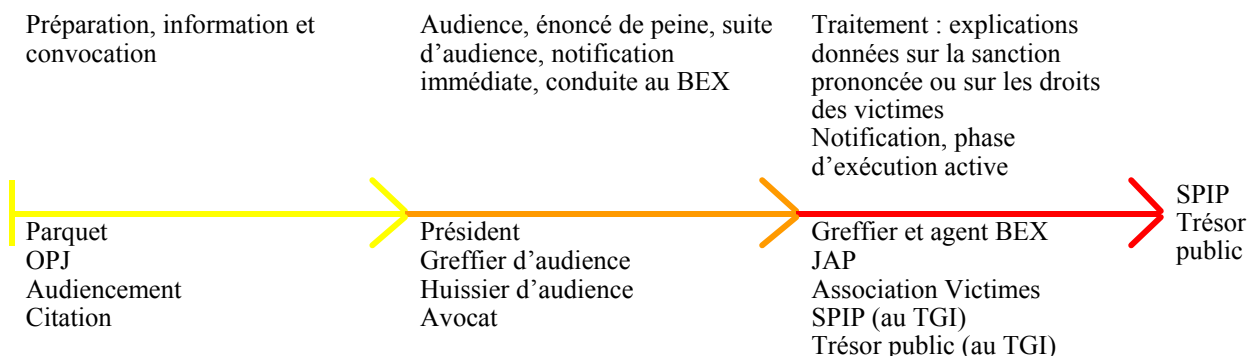 Préparation, information et
convocation
Audience, énoncé de peine, suite
d’audience, notification
immédiate, conduite au BEX
Traitement : explications
données sur la sanction
prononcée ou sur les droits
des victimes
Notification, phase
d’exécution active
Parquet
OPJ
Audiencement
Citation
Président
Greffier d’audience
Huissier d’audience
Avocat
Greffier et agent BEX
JAP
Association Victimes
SPIP (au TGI)
Trésor public (au TGI)
SPIP
Trésor
public